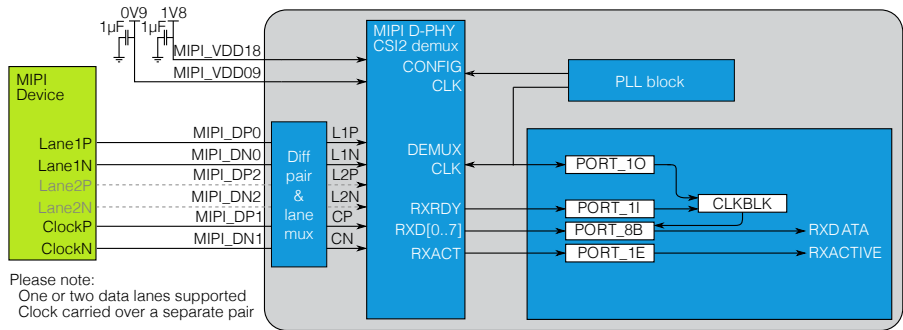 0V9 1V8
1µF 1µF
MIPI_VDD18
MIPI_VDD09
MIPI D-PHY
CSI2 demux
CONFIG
CLK
PLL block
MIPI
Device
Lane1P
Lane1N
Lane2P
Lane2N
ClockP
ClockN
MIPI_DP0
MIPI_DN0
MIPI_DP2
MIPI_DN2
MIPI_DP1
MIPI_DN1
Diff
pair
&
lane
mux
L1P
L1N
L2P
L2N
CP
CN
DEMUX
CLK
RXRDY
RXD[0..7]
RXACT
PORT_1O
PORT_1I
PORT_8B
PORT_1E
CLKBLK
RXDATA
RXACTIVE
Please note:
One or two data lanes supported
Clock carried over a separate pair